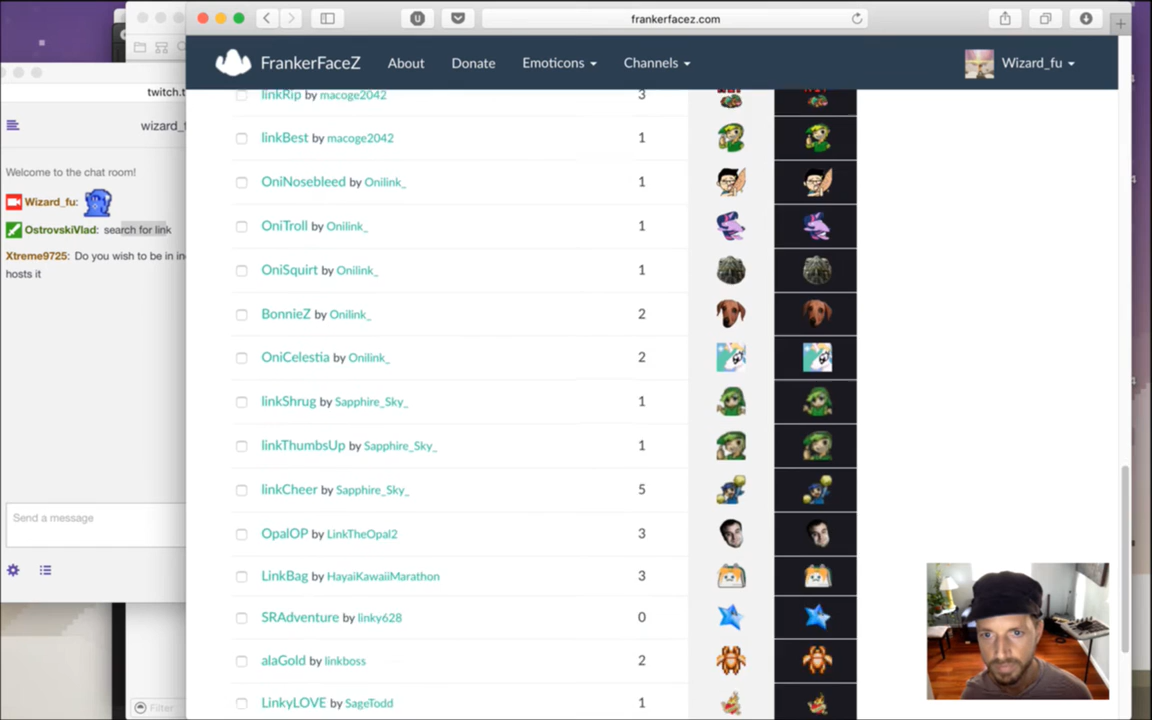 frankerfacez.com
FrankerFaceZ About Donate Emoticons Channels Wizard_fu
twitch.t
wizard_f
Welcome to the chat room!
Wizard_fu:
OstrovskiVlad: search for link
Xtreme9725: Do you wish to be in in
hosts it
Send a message
Filter
linkRip by macoge2042 3
linkBest by macoge2042 1
OniNosebleed by Onilink_ 1
OniTroll by Onilink_ 1
OniSquirt by Onilink_ 1
BonnieZ by Onilink_ 2
OniCelestia by Onilink_ 2
linkShrug by Sapphire_Sky_ 1
linkThumbsUp by Sapphire_Sky_ 1
linkCheer by Sapphire_Sky_ 5
OpalOP by LinkTheOpal2 3
LinkBag by HayaiKawaiiMarathon 3
SRAdventure by linky628 0
alaGold by linkboss 2
LinkyLOVE by SageTodd 1